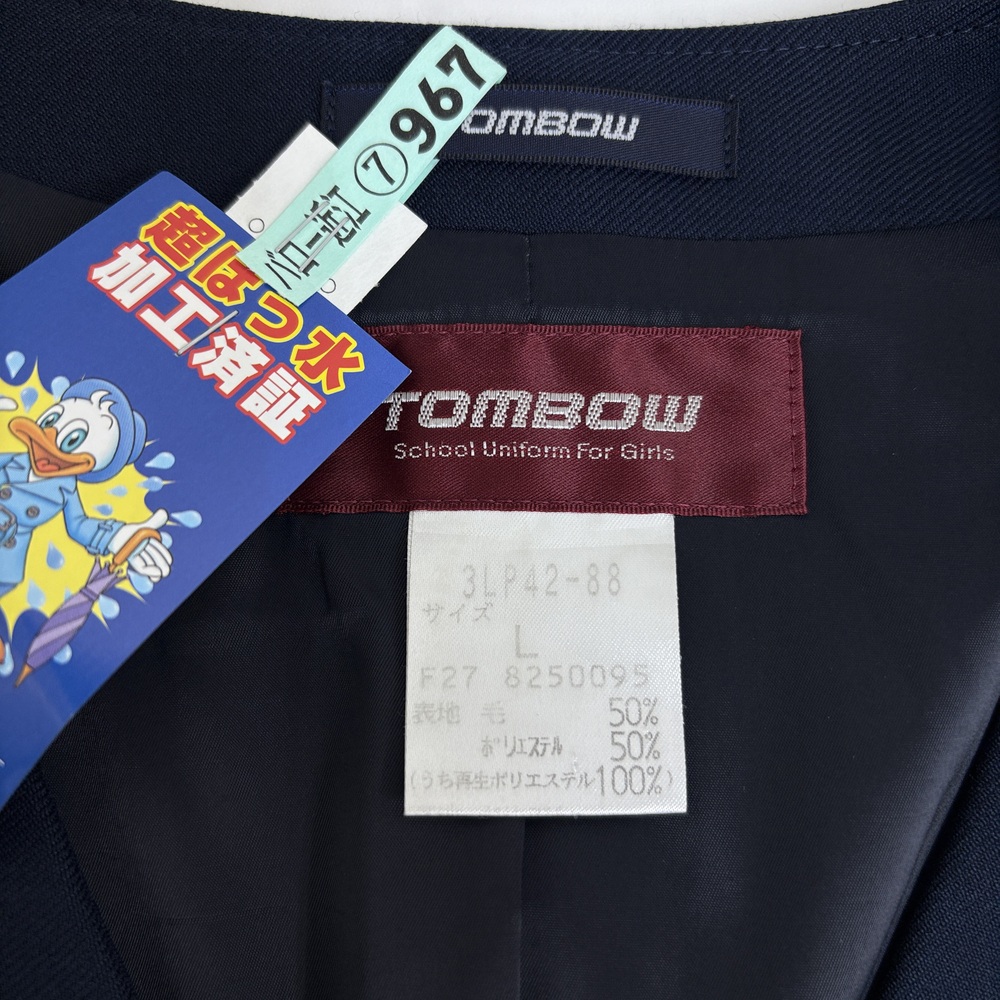 ⑦967
TOMBOW
超はっ水
加工済証
TOMBOW
School Uniform For Girls
3LP42-88
サイズ
L
F27 8250095
表地 毛 50%
ポリエステル 50%
(うち再生ポリエステル100%)